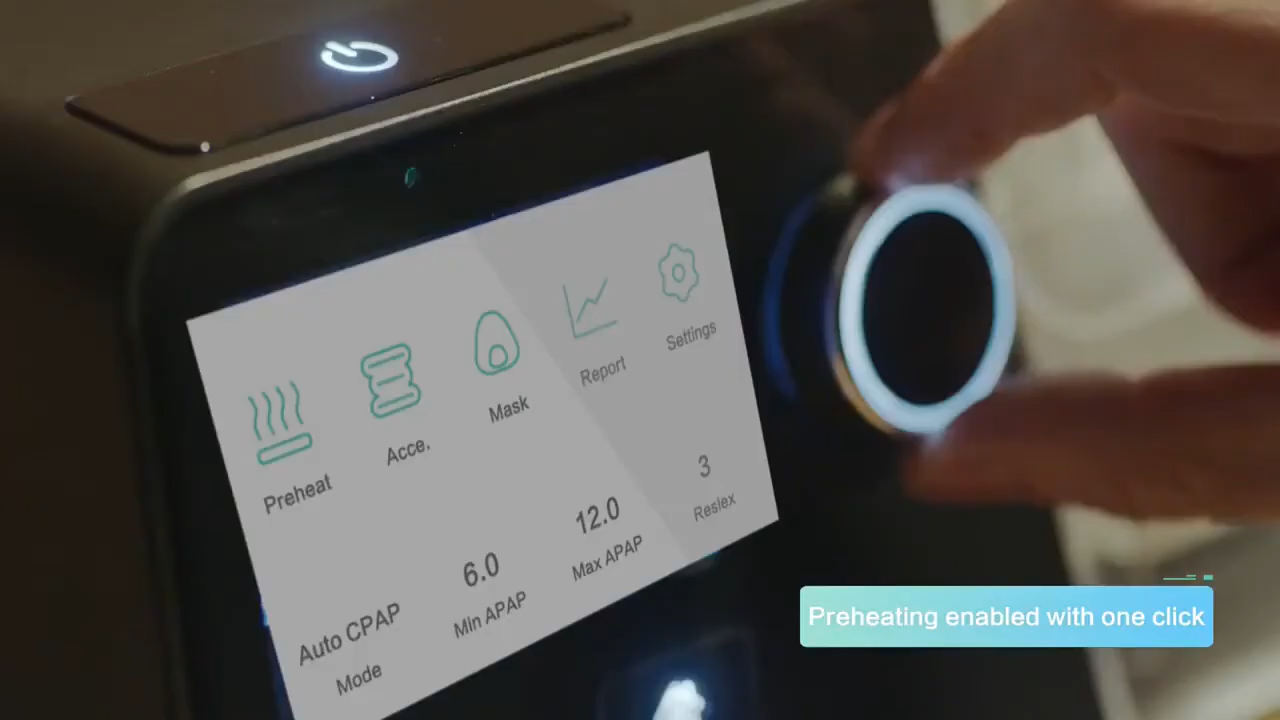 Preheat
Acce.
Mask
Report
Settings
Auto CPAP
Mode
6.0
Min APAP
12.0
Max APAP
3
Reslex
Preheating enabled with one click